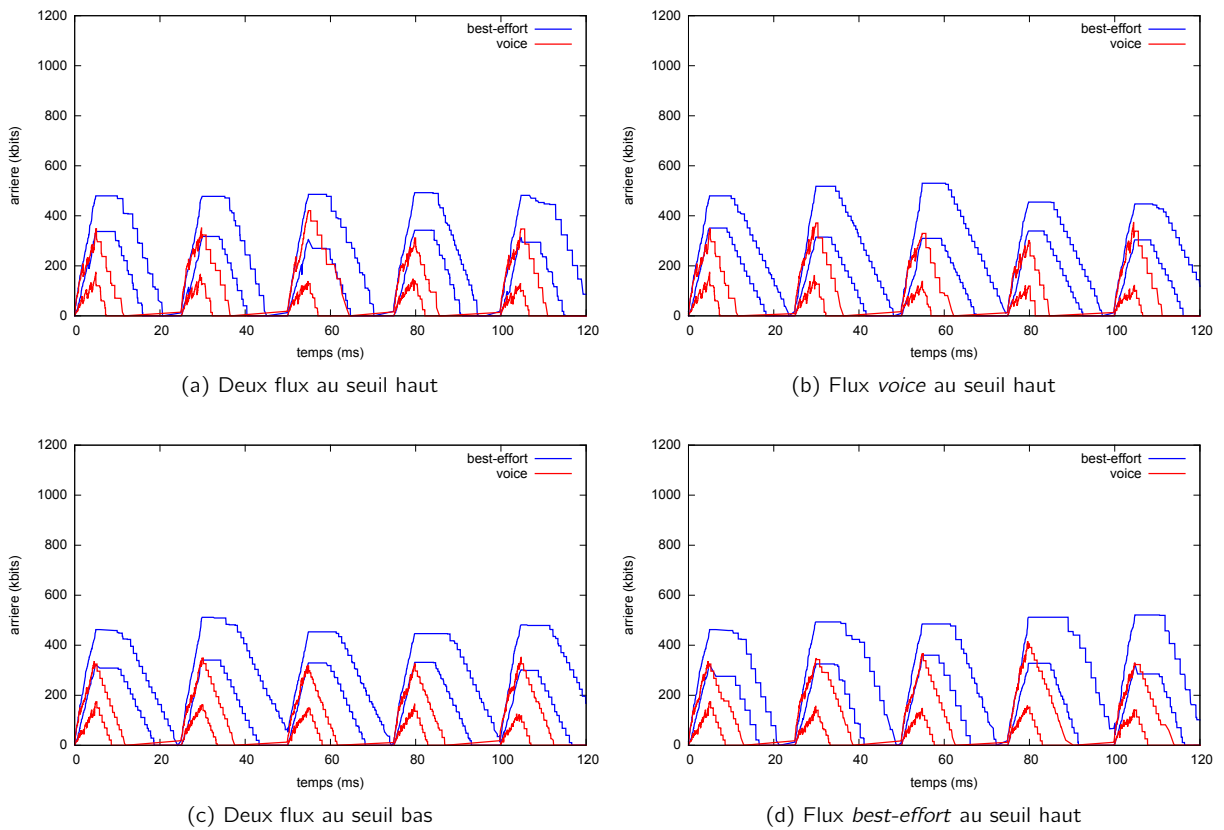 1200
1000
800
600
400
200
0
arriere (kbits)
best-effort
voice
0 20 40 60 80 100 120
temps (ms)
(a) Deux flux au seuil haut
1200
1000
800
600
400
200
0
arriere (kbits)
best-effort
voice
0 20 40 60 80 100 120
temps (ms)
(b) Flux voice au seuil haut
1200
1000
800
600
400
200
0
arriere (kbits)
best-effort
voice
0 20 40 60 80 100 120
temps (ms)
(c) Deux flux au seuil bas
1200
1000
800
600
400
200
0
arriere (kbits)
best-effort
voice
0 20 40 60 80 100 120
temps (ms)
(d) Flux best-effort au seuil haut